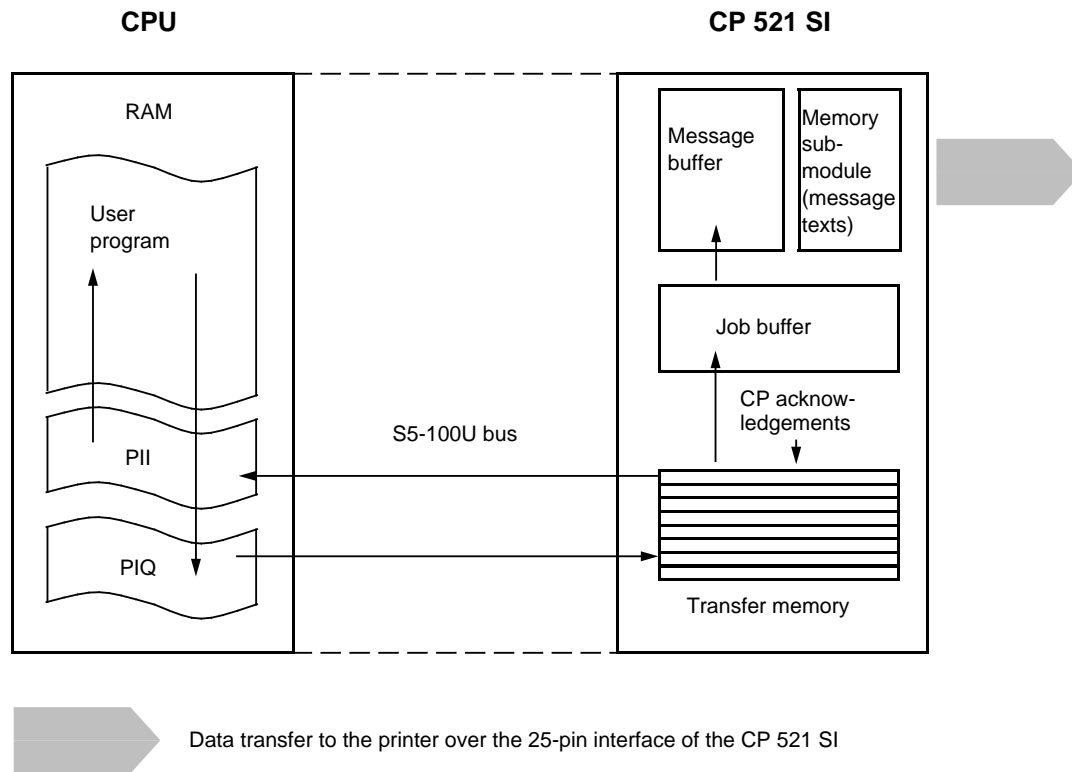 CPU
CP 521 SI
RAM
User
program
PII
PIQ
S5-100U bus
Message
buffer
Memory
sub-
module
(message
texts)
Job buffer
CP acknow-
ledgements
Transfer memory
Data transfer to the printer over the 25-pin interface of the CP 521 SI